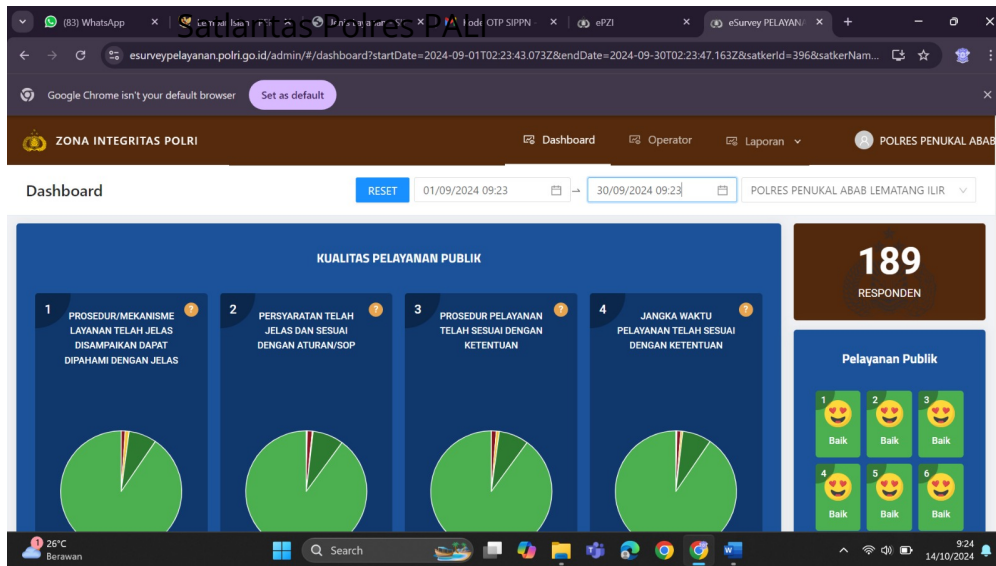 Satlantas Polres PALI
(83) WhatsApp
Kode OTP SIPPN -
ePZI
eSurvey PELAYANA
esurveypelayanan.polri.go.id/admin/#/dashboard?startDate=2024-09-01T02:23:43.073Z&endDate=2024-09-30T02:23:47.163Z&satkerId=396&satkerNam...
Google Chrome isn't your default browser
Set as default
ZONA INTEGRITAS POLRI
Dashboard
Operator
Laporan
POLRES PENUKAL ABAB
Dashboard
RESET
01/09/2024 09:23
30/09/2024 09:23
POLRES PENUKAL ABAB LEMATANG ILIR
KUALITAS PELAYANAN PUBLIK
1
PROSEDUR/MEKANISME
LAYANAN TELAH JELAS
DISAMPAIKAN DAPAT
DIPAHAMI DENGAN JELAS
?
2
PERSYARATAN TELAH
JELAS DAN SESUAI
DENGAN ATURAN/SOP
?
3
PROSEDUR PELAYANAN
TELAH SESUAI DENGAN
KETENTUAN
?
4
JANGKA WAKTU
PELAYANAN TELAH SESUAI
DENGAN KETENTUAN
?
189
RESPONDEN
Pelayanan Publik
1
Baik
2
Baik
3
Baik
4
Baik
5
Baik
6
Baik
1
26°C
Berawan
Search
9:24
14/10/2024